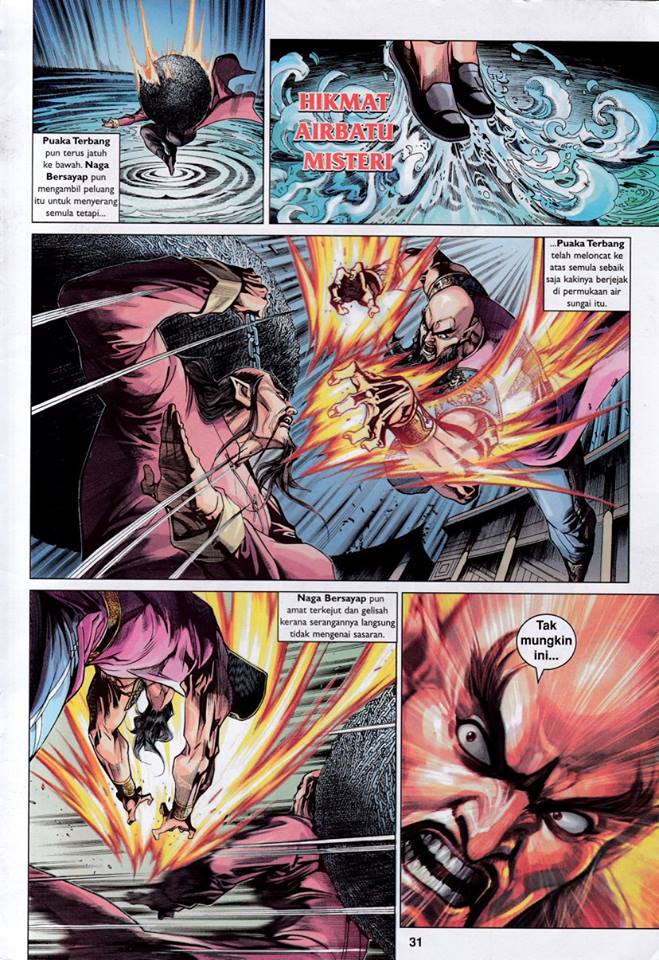 Puaka Terbang
pun terus jatuh
ke bawah. Naga
Bersayap pun
mengambil peluang
itu untuk menyerang
semula tetapi...
HIKMAT
AIRBATU
MISTERI
...Puaka Terbang
telah meloncat ke
atas semula sebaik
saja kakinya berjejak
di permukaan air
sungai itu.
Naga Bersayap pun
amat terkejut dan gelisah
kerana serangannya langsung
tidak mengenai sasaran.
Tak
mungkin
ini...
31